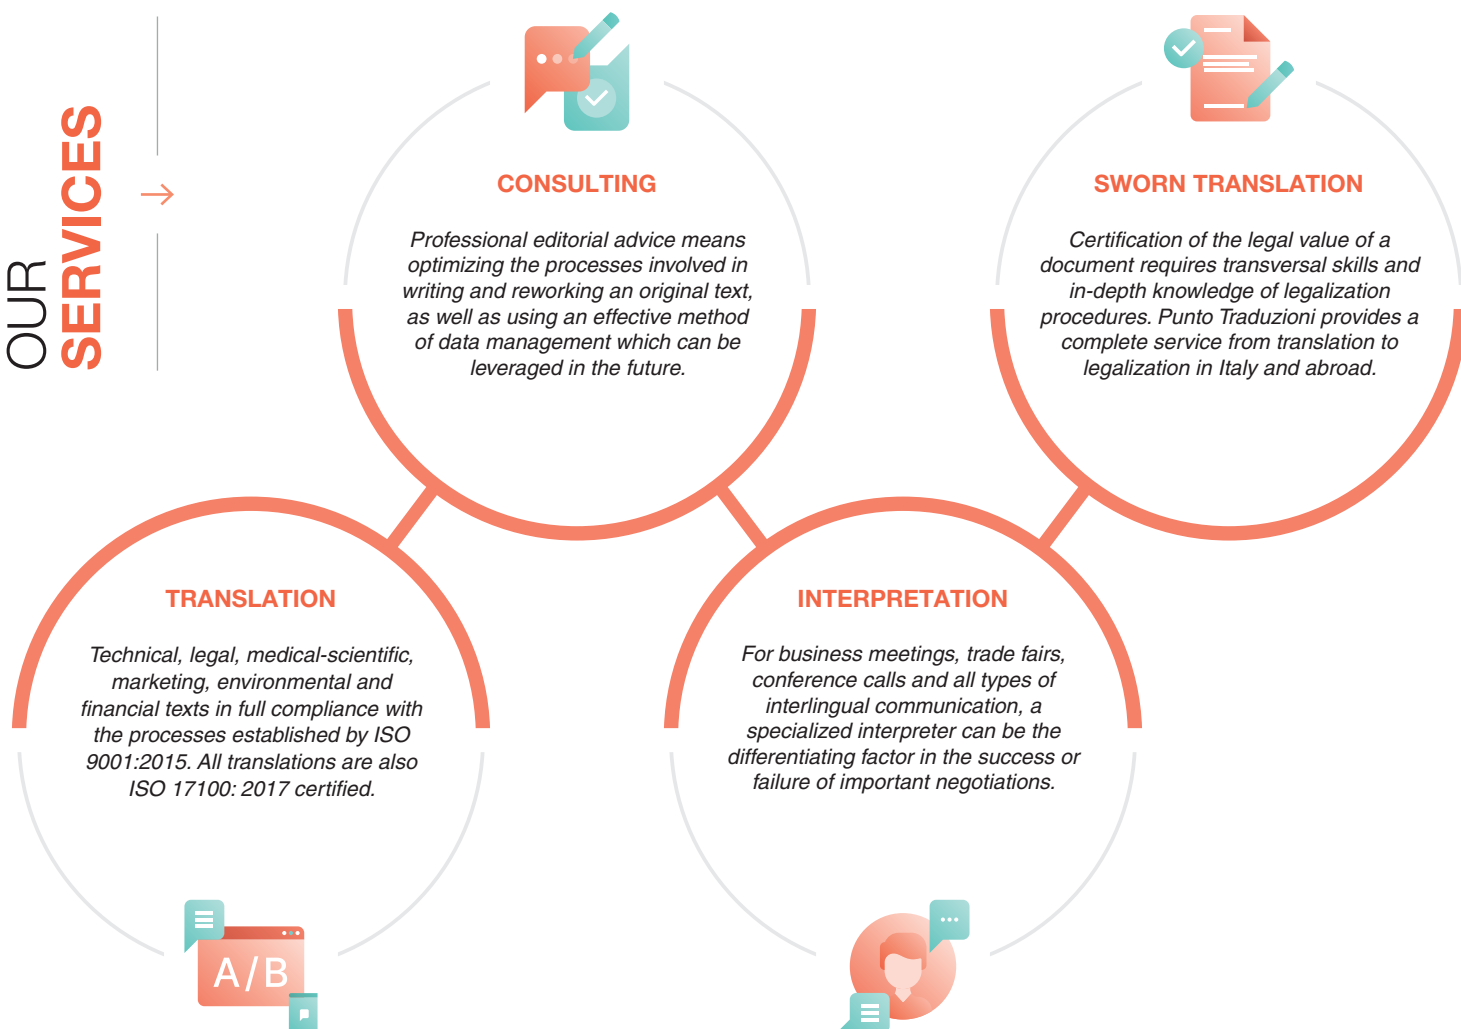 OUR
SERVICES
CONSULTING
Professional editorial advice means
optimizing the processes involved in
writing and reworking an original text,
as well as using an effective method
of data management which can be
leveraged in the future.
SWORN TRANSLATION
Certification of the legal value of a
document requires transversal skills and
in-depth knowledge of legalization
procedures. Punto Traduzioni provides a
complete service from translation to
legalization in Italy and abroad.
TRANSLATION
Technical, legal, medical-scientific,
marketing, environmental and
financial texts in full compliance with
the processes established by ISO
9001:2015. All translations are also
ISO 17100: 2017 certified.
INTERPRETATION
For business meetings, trade fairs,
conference calls and all types of
interlingual communication, a
specialized interpreter can be the
differentiating factor in the success or
failure of important negotiations.
A/B